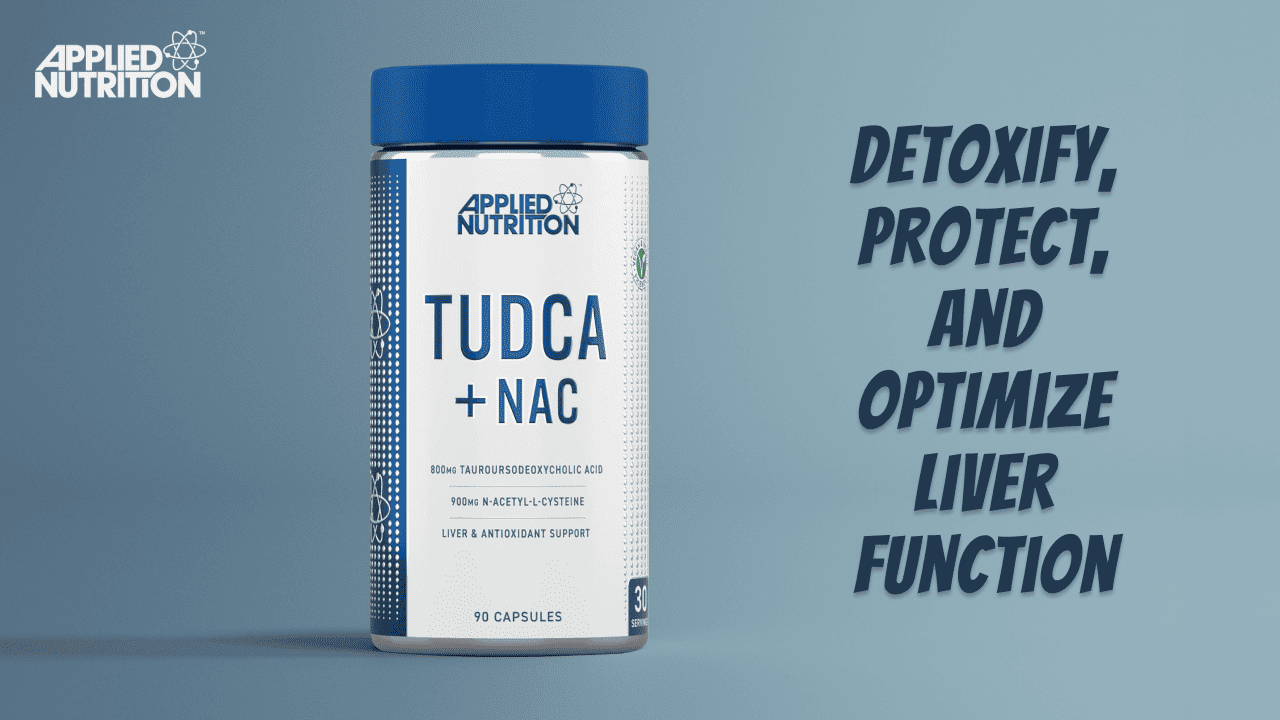 APPLIED
NUTRITION
™
APPLIED
NUTRITION
TUDCA
+ NAC
800MG TAUROURSODEOXYCHOLIC ACID
900MG N-ACETYL-L-CYSTEINE
LIVER & ANTIOXIDANT SUPPORT
90 CAPSULES
30
DETOXIFY,
PROTECT,
AND
OPTIMIZE
LIVER
FUNCTION